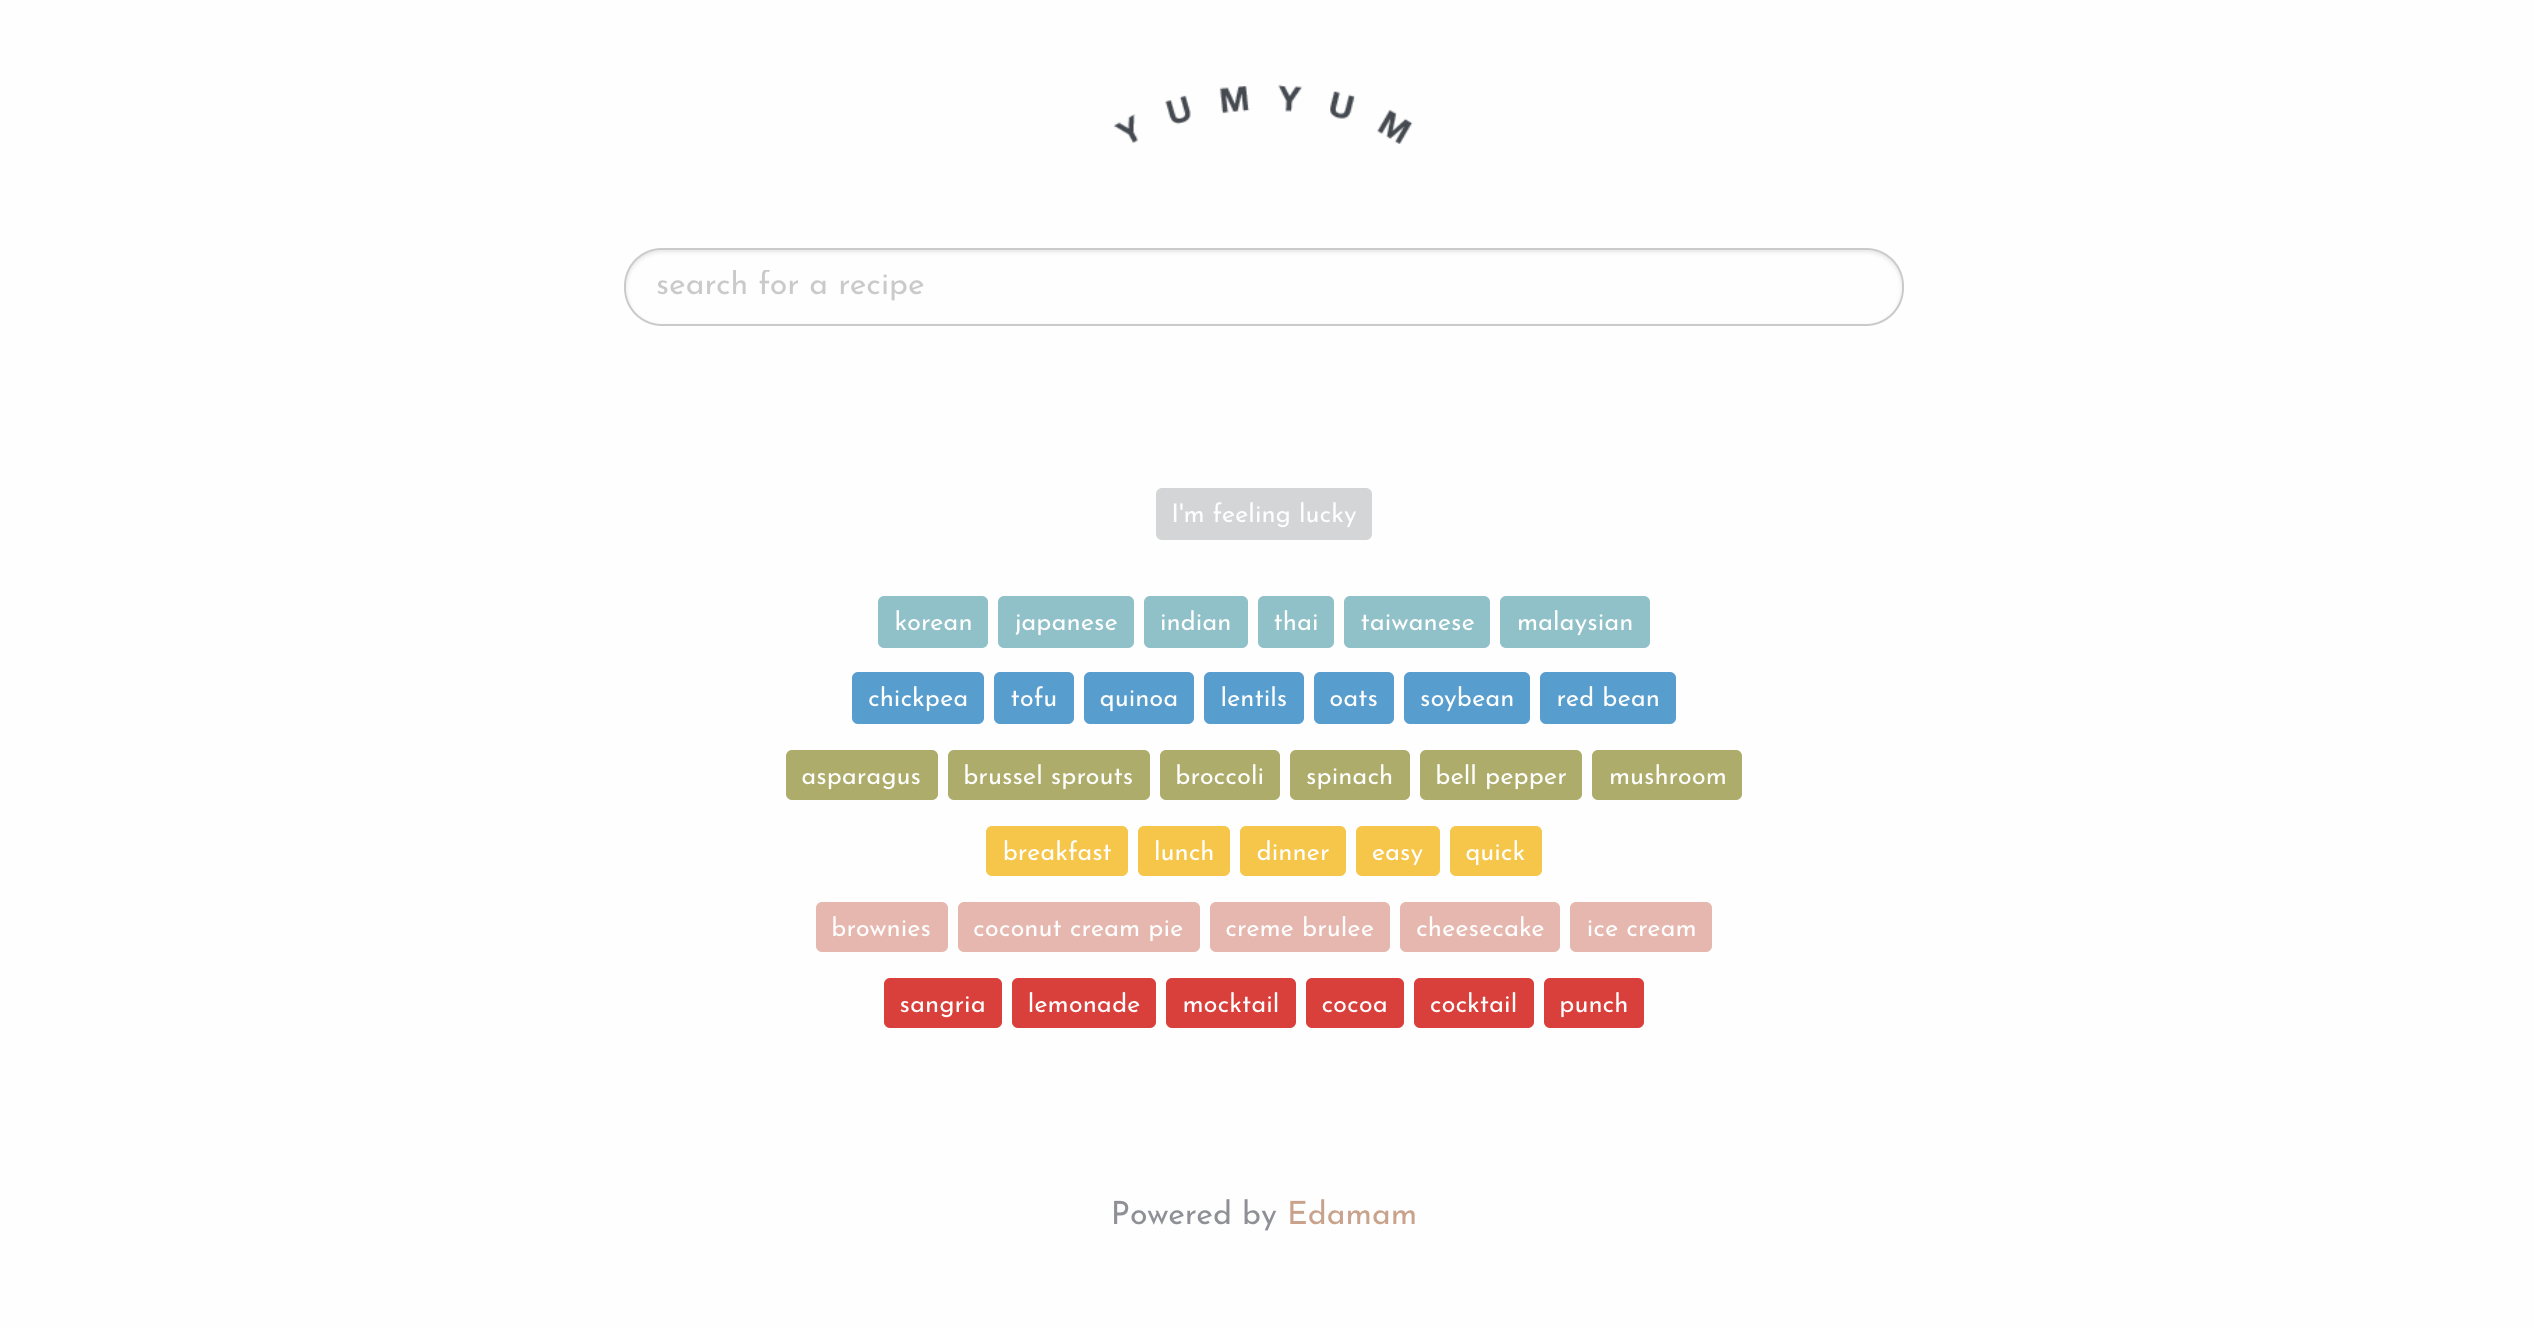 YUMYUM
search for a recipe
I'm feeling lucky
korean japanese indian thai taiwanese malaysian
chickpea tofu quinoa lentils oats soybean red bean
asparagus brussel sprouts broccoli spinach bell pepper mushroom
breakfast lunch dinner easy quick
brownies coconut cream pie creme brulee cheesecake ice cream
sangria lemonade mocktail cocoa cocktail punch
Powered by Edamam